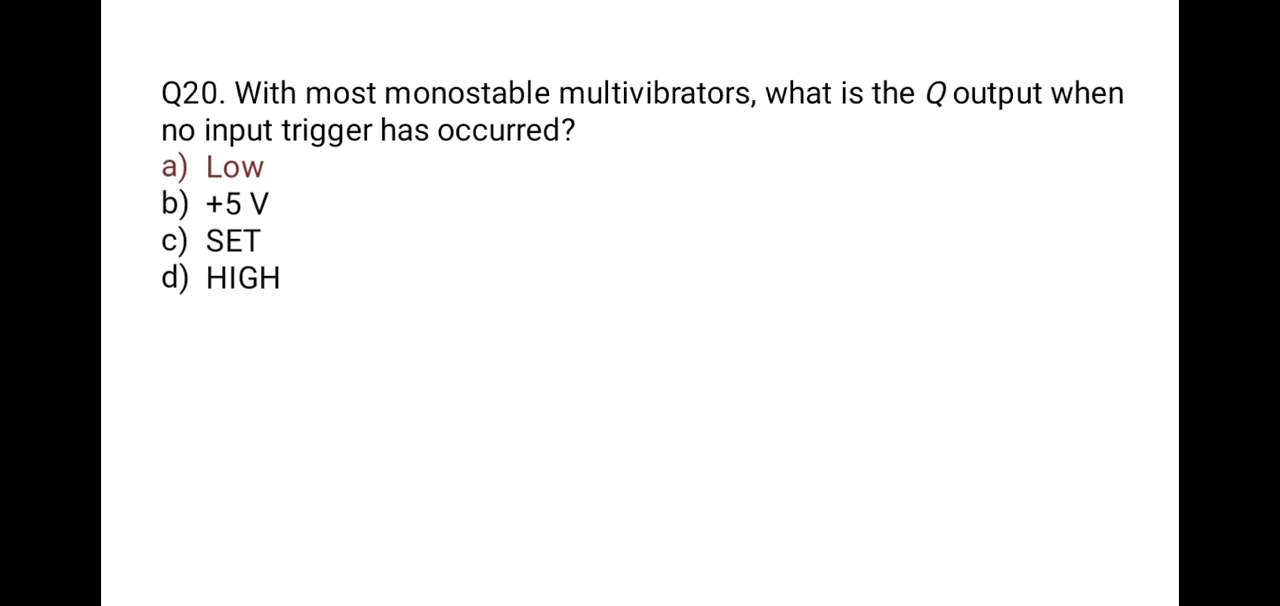 Q20. With most monostable multivibrators, what is the Q output when
no input trigger has occurred?
a) Low
b) +5 V
c) SET
d) HIGH